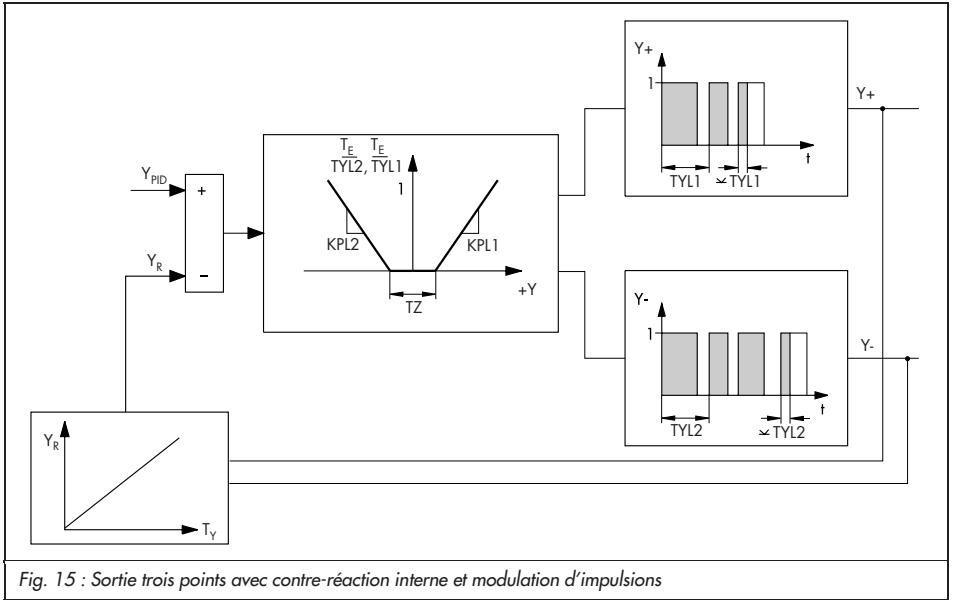 Y+
1
t
TYL1
⊻ TYL1
Y+
T_E T_E
TYL2, TYL1
1
KPL2
KPL1
+Y
TZ
Y_PID
+
Y_R
−
Y-
1
t
TYL2
⊻ TYL2
Y-
Y_R
T_Y
Fig. 15 : Sortie trois points avec contre-réaction interne et modulation d’impulsions